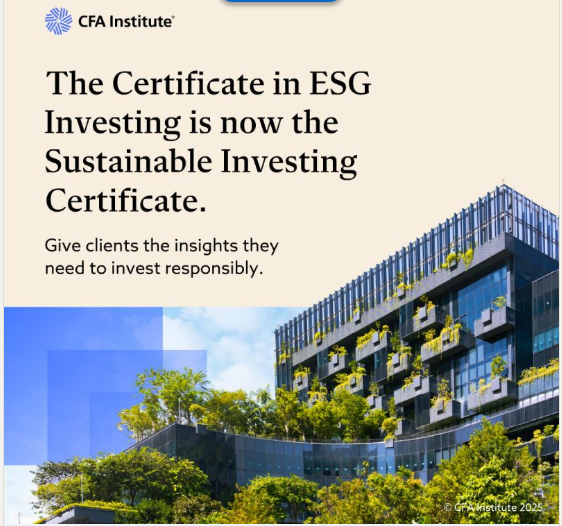 CFA Institute®
The Certificate in ESG
Investing is now the
Sustainable Investing
Certificate.
Give clients the insights they
need to invest responsibly.
© CFA Institute 2025